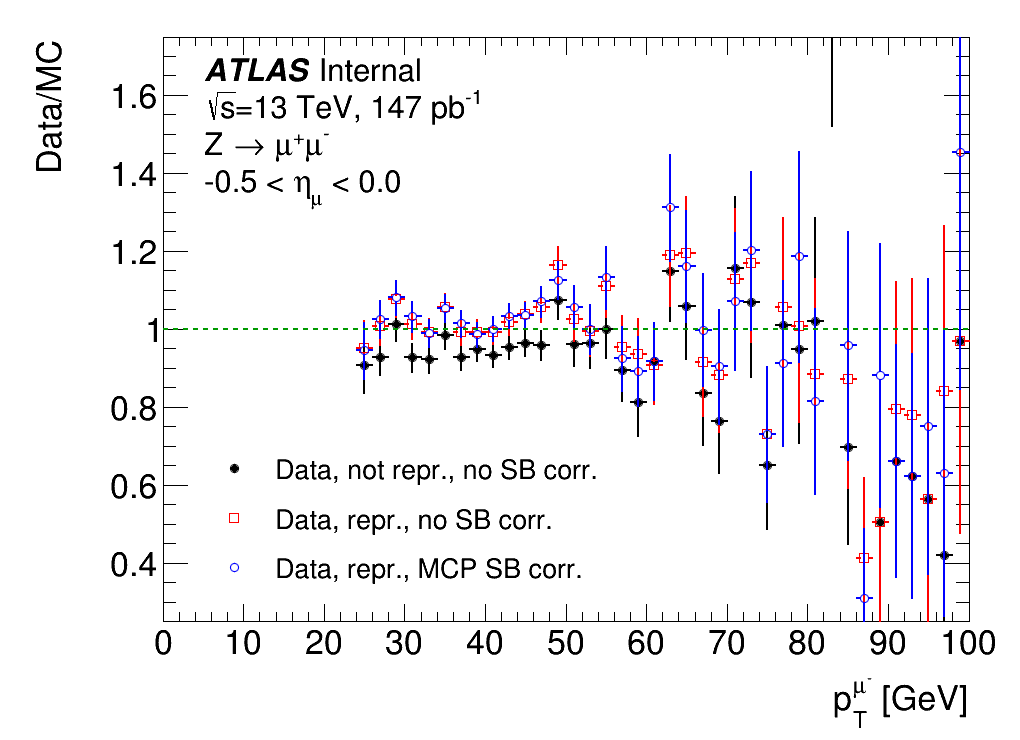 Data/MC
ATLAS Internal
√s=13 TeV, 147 pb⁻¹
Z → μ⁺μ⁻
-0.5 < η_μ < 0.0
1.6
1.4
1.2
1
0.8
0.6
0.4
Data, not repr., no SB corr.
Data, repr., no SB corr.
Data, repr., MCP SB corr.
0 10 20 30 40 50 60 70 80 90 100
p_T^μ⁻ [GeV]